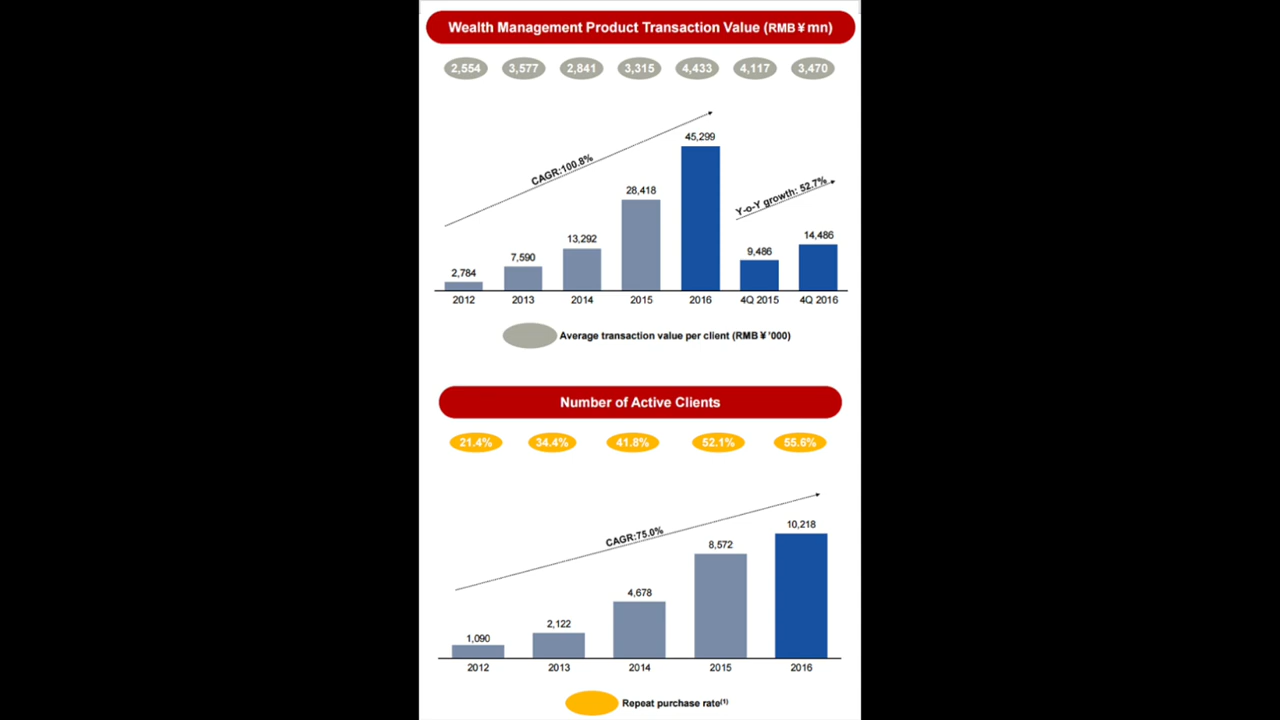 Wealth Management Product Transaction Value (RMB¥mn)
2,554 3,577 2,841 3,315 4,433 4,117 3,470
CAGR:100.8%
Y-o-Y growth: 52.7%
2,784 7,590 13,292 28,418 45,299 9,486 14,486
2012 2013 2014 2015 2016 4Q 2015 4Q 2016
Average transaction value per client (RMB¥'000)
Number of Active Clients
21.4% 34.4% 41.8% 52.1% 55.6%
CAGR:75.0%
1,090 2,122 4,678 8,572 10,218
2012 2013 2014 2015 2016
Repeat purchase rate(1)